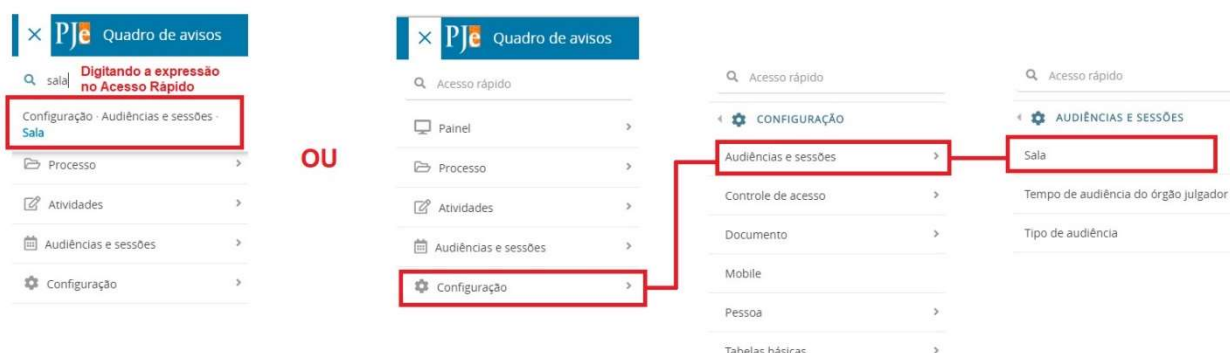 PJe Quadro de avisos
sala Digitando a expressão
no Acesso Rápido
Configuração · Audiências e sessões ·
Sala
Processo
Atividades
Audiências e sessões
Configuração
OU
PJe Quadro de avisos
Acesso rápido
Painel
Processo
Atividades
Audiências e sessões
Configuração
Acesso rápido
CONFIGURAÇÃO
Audiências e sessões
Controle de acesso
Documento
Mobile
Pessoa
Tabelas básicas
Acesso rápido
AUDIÊNCIAS E SESSÕES
Sala
Tempo de audiência do órgão julgador
Tipo de audiência